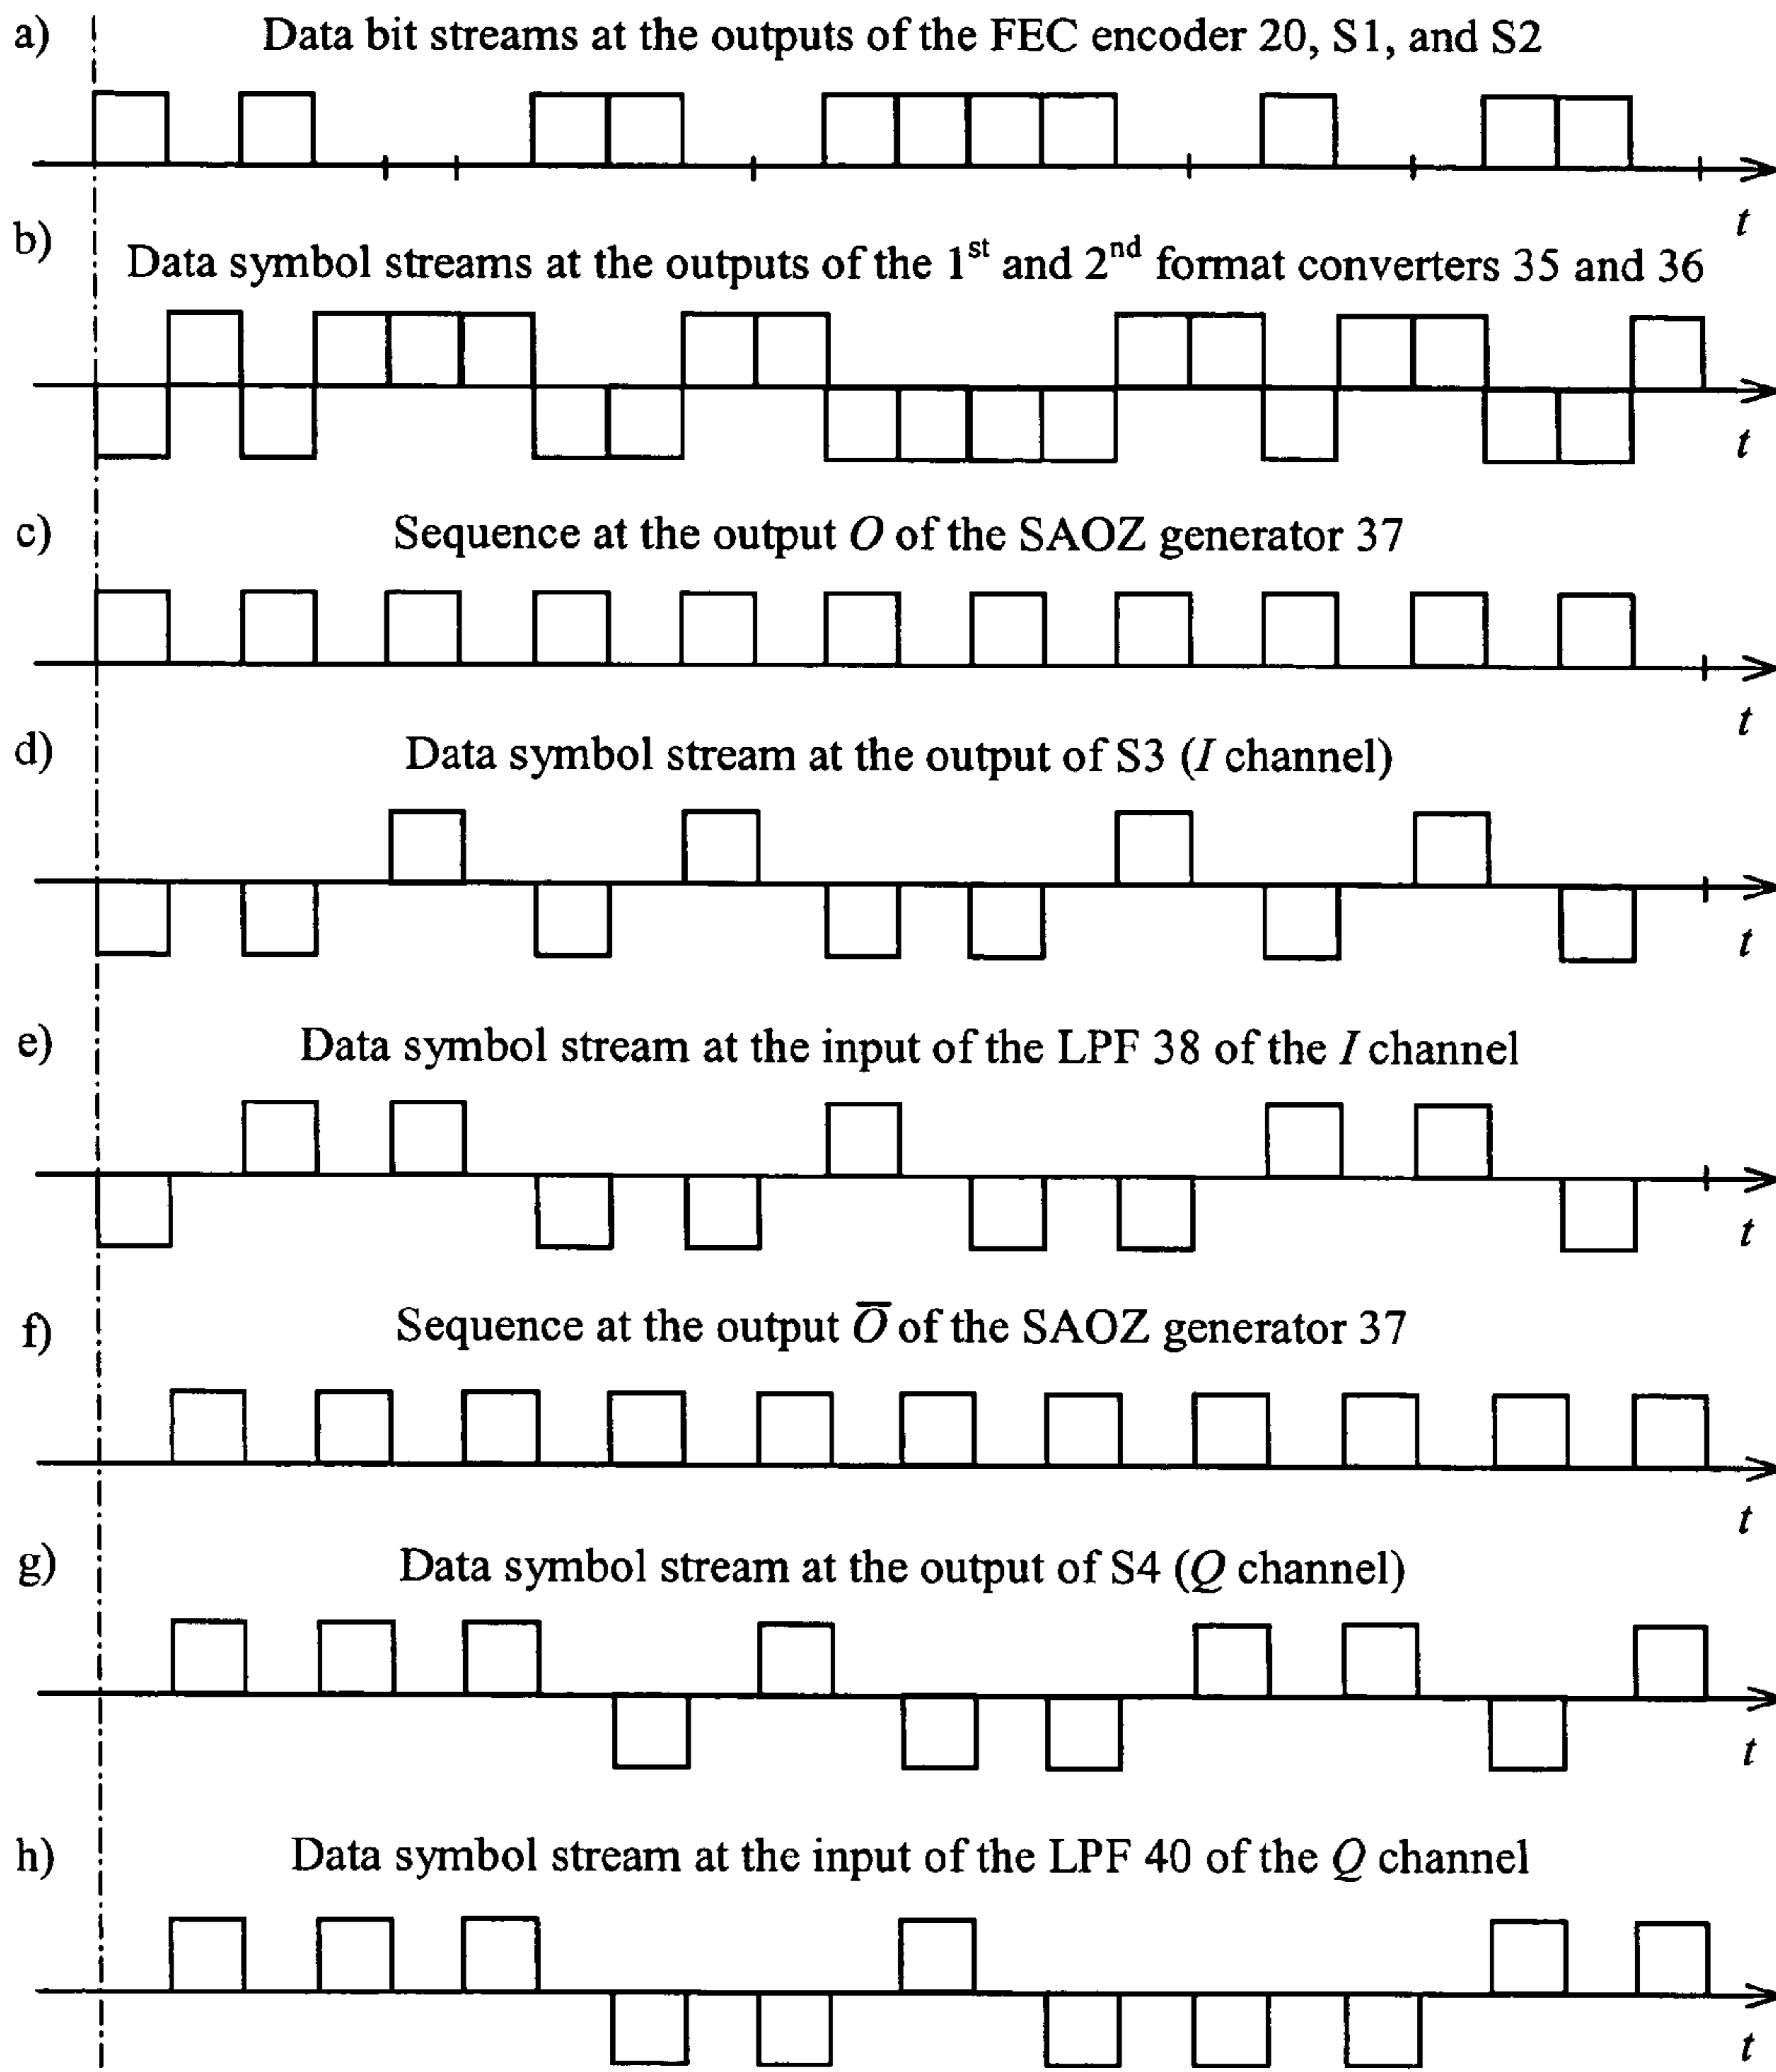 a) Data bit streams at the outputs of the FEC encoder 20, S1, and S2
t
b) Data symbol streams at the outputs of the 1st and 2nd format converters 35 and 36
t
c) Sequence at the output O of the SAOZ generator 37
t
d) Data symbol stream at the output of S3 (I channel)
t
e) Data symbol stream at the input of the LPF 38 of the I channel
t
f) Sequence at the output O̅ of the SAOZ generator 37
t
g) Data symbol stream at the output of S4 (Q channel)
t
h) Data symbol stream at the input of the LPF 40 of the Q channel
t